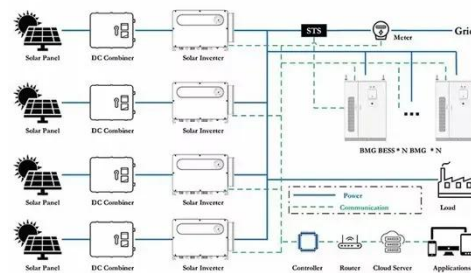 STS
Meter
Grid
Solar Panel
DC Combiner
Solar Inverter
Solar Panel
DC Combiner
Solar Inverter
BMG BESS * N BMG * N
Solar Panel
DC Combiner
Solar Inverter
Power
Communication
Load
Solar Panel
DC Combiner
Solar Inverter
Controller
Router
Cloud Server
Application